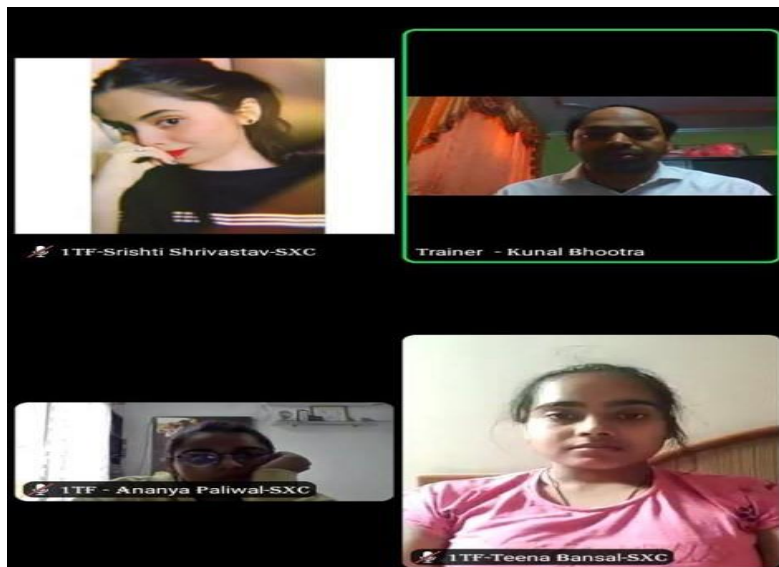 1TF-Srishti Shrivastav-SXC
Trainer - Kunal Bhootra
1TF - Ananya Paliwal-SXC
1TF-Teena Bansal-SXC